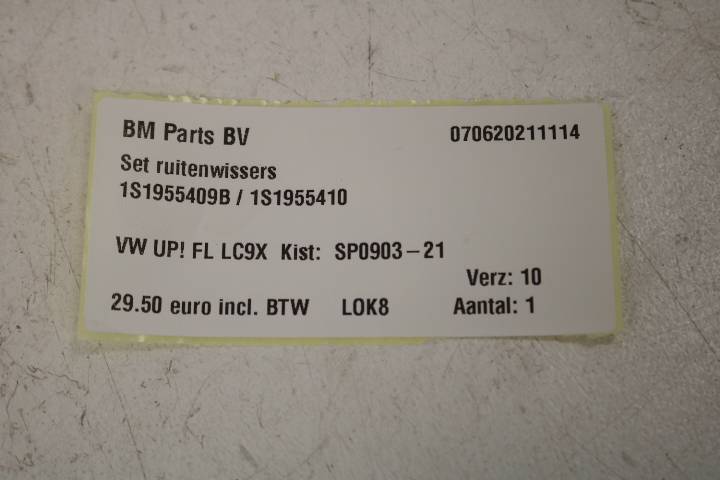 BM Parts BV 070620211114
Set ruitenwissers
1S1955409B / 1S1955410
VW UP! FL LC9X Kist: SP0903-21
Verz: 10
29.50 euro incl. BTW LOK8 Aantal: 1